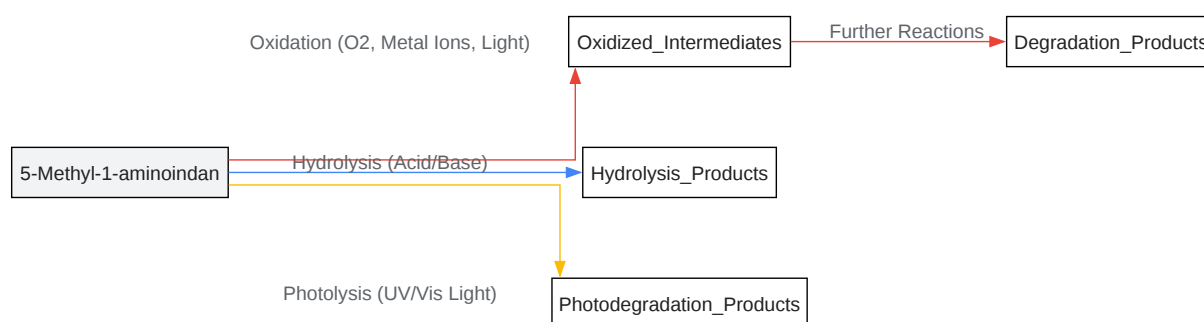 Oxidation (O2, Metal Ions, Light)
Oxidized_Intermediates
Further Reactions
Degradation_Products
5-Methyl-1-aminoindan
Hydrolysis (Acid/Base)
Hydrolysis_Products
Photolysis (UV/Vis Light)
Photodegradation_Products